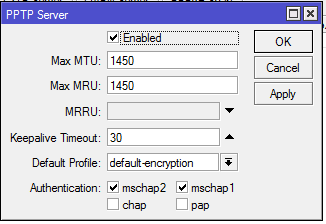 PPTP Server
Enabled
OK
Max MTU: 1450
Cancel
Max MRU: 1450
Apply
MRRU:
Keepalive Timeout: 30
Default Profile: default-encryption
Authentication: mschap2 mschap1
chap pap